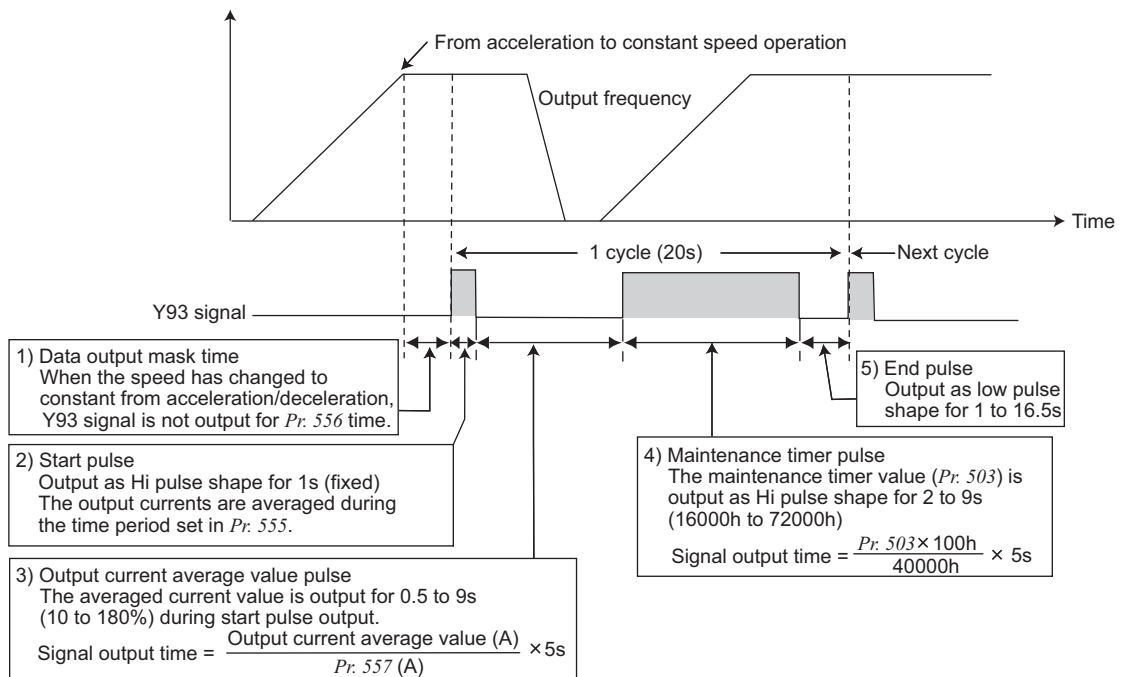 From acceleration to constant speed operation
Output frequency
Time
1 cycle (20s)
Next cycle
Y93 signal
1) Data output mask time
When the speed has changed to
constant from acceleration/deceleration,
Y93 signal is not output for Pr. 556 time.
2) Start pulse
Output as Hi pulse shape for 1s (fixed)
The output currents are averaged during
the time period set in Pr. 555.
3) Output current average value pulse
The averaged current value is output for 0.5 to 9s
(10 to 180%) during start pulse output.
Signal output time = Output current average value (A) / Pr. 557 (A) ×5s
5) End pulse
Output as low pulse
shape for 1 to 16.5s
4) Maintenance timer pulse
The maintenance timer value (Pr. 503) is
output as Hi pulse shape for 2 to 9s
(16000h to 72000h)
Signal output time = Pr. 503×100h / 40000h × 5s